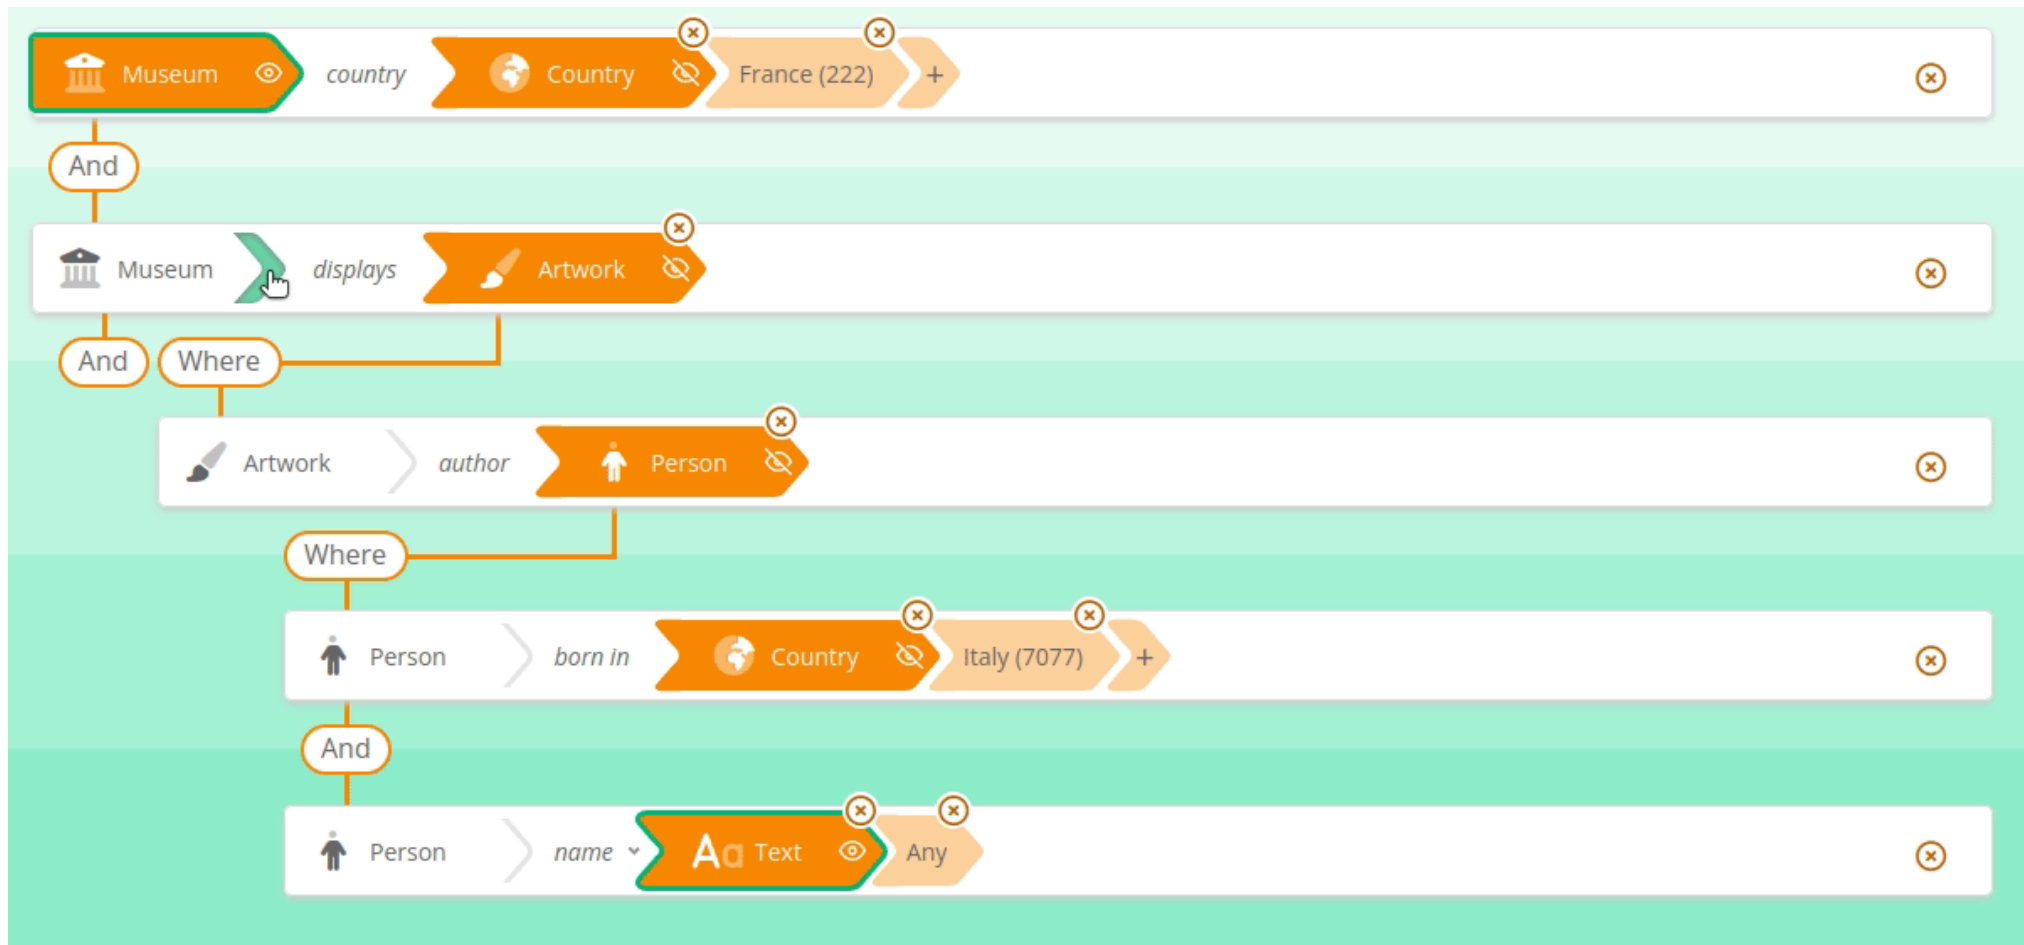 Museum country Country France (222) +
And
Museum displays Artwork
And Where
Artwork author Person
Where
Person born in Country Italy (7077) +
And
Person name Aa Text Any